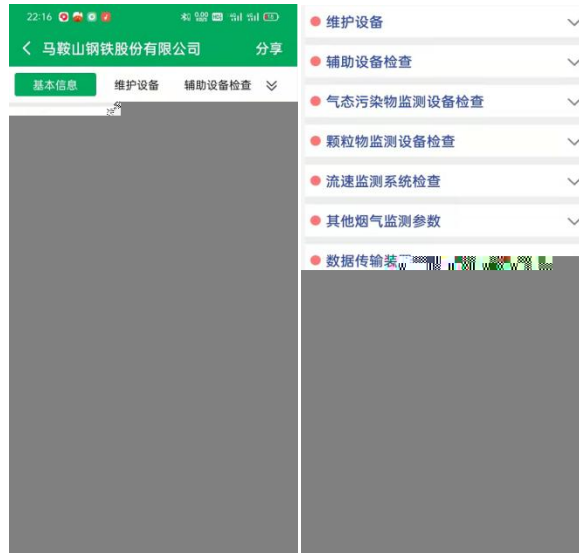 22:16
马鞍山钢铁股份有限公司 分享
基本信息 维护设备 辅助设备检查
维护设备
辅助设备检查
气态污染物监测设备检查
颗粒物监测设备检查
流速监测系统检查
其他烟气监测参数
数据传输装